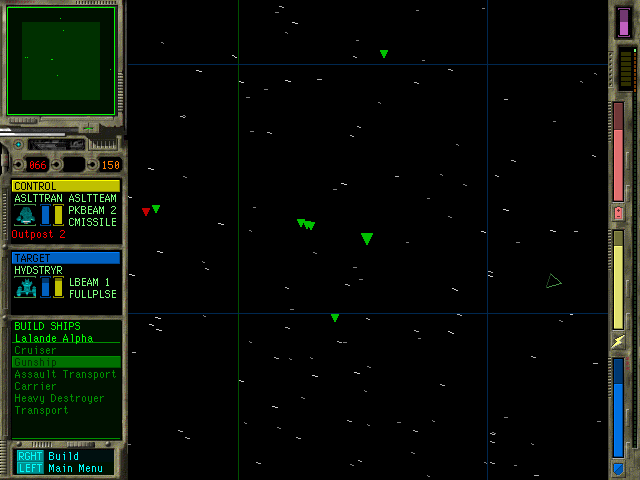 066 150
CONTROL
ASLTTRAN ASLTTEAM
PKBEAM 2
CMISSILE
Outpost 2
TARGET
HVDSTRYR
LBEAM 1
FULLPLSE
BUILD SHIPS
Lalande Alpha
Cruiser
Gunship
Assault Transport
Carrier
Heavy Destroyer
Transport
RGHT Build
LEFT Main Menu